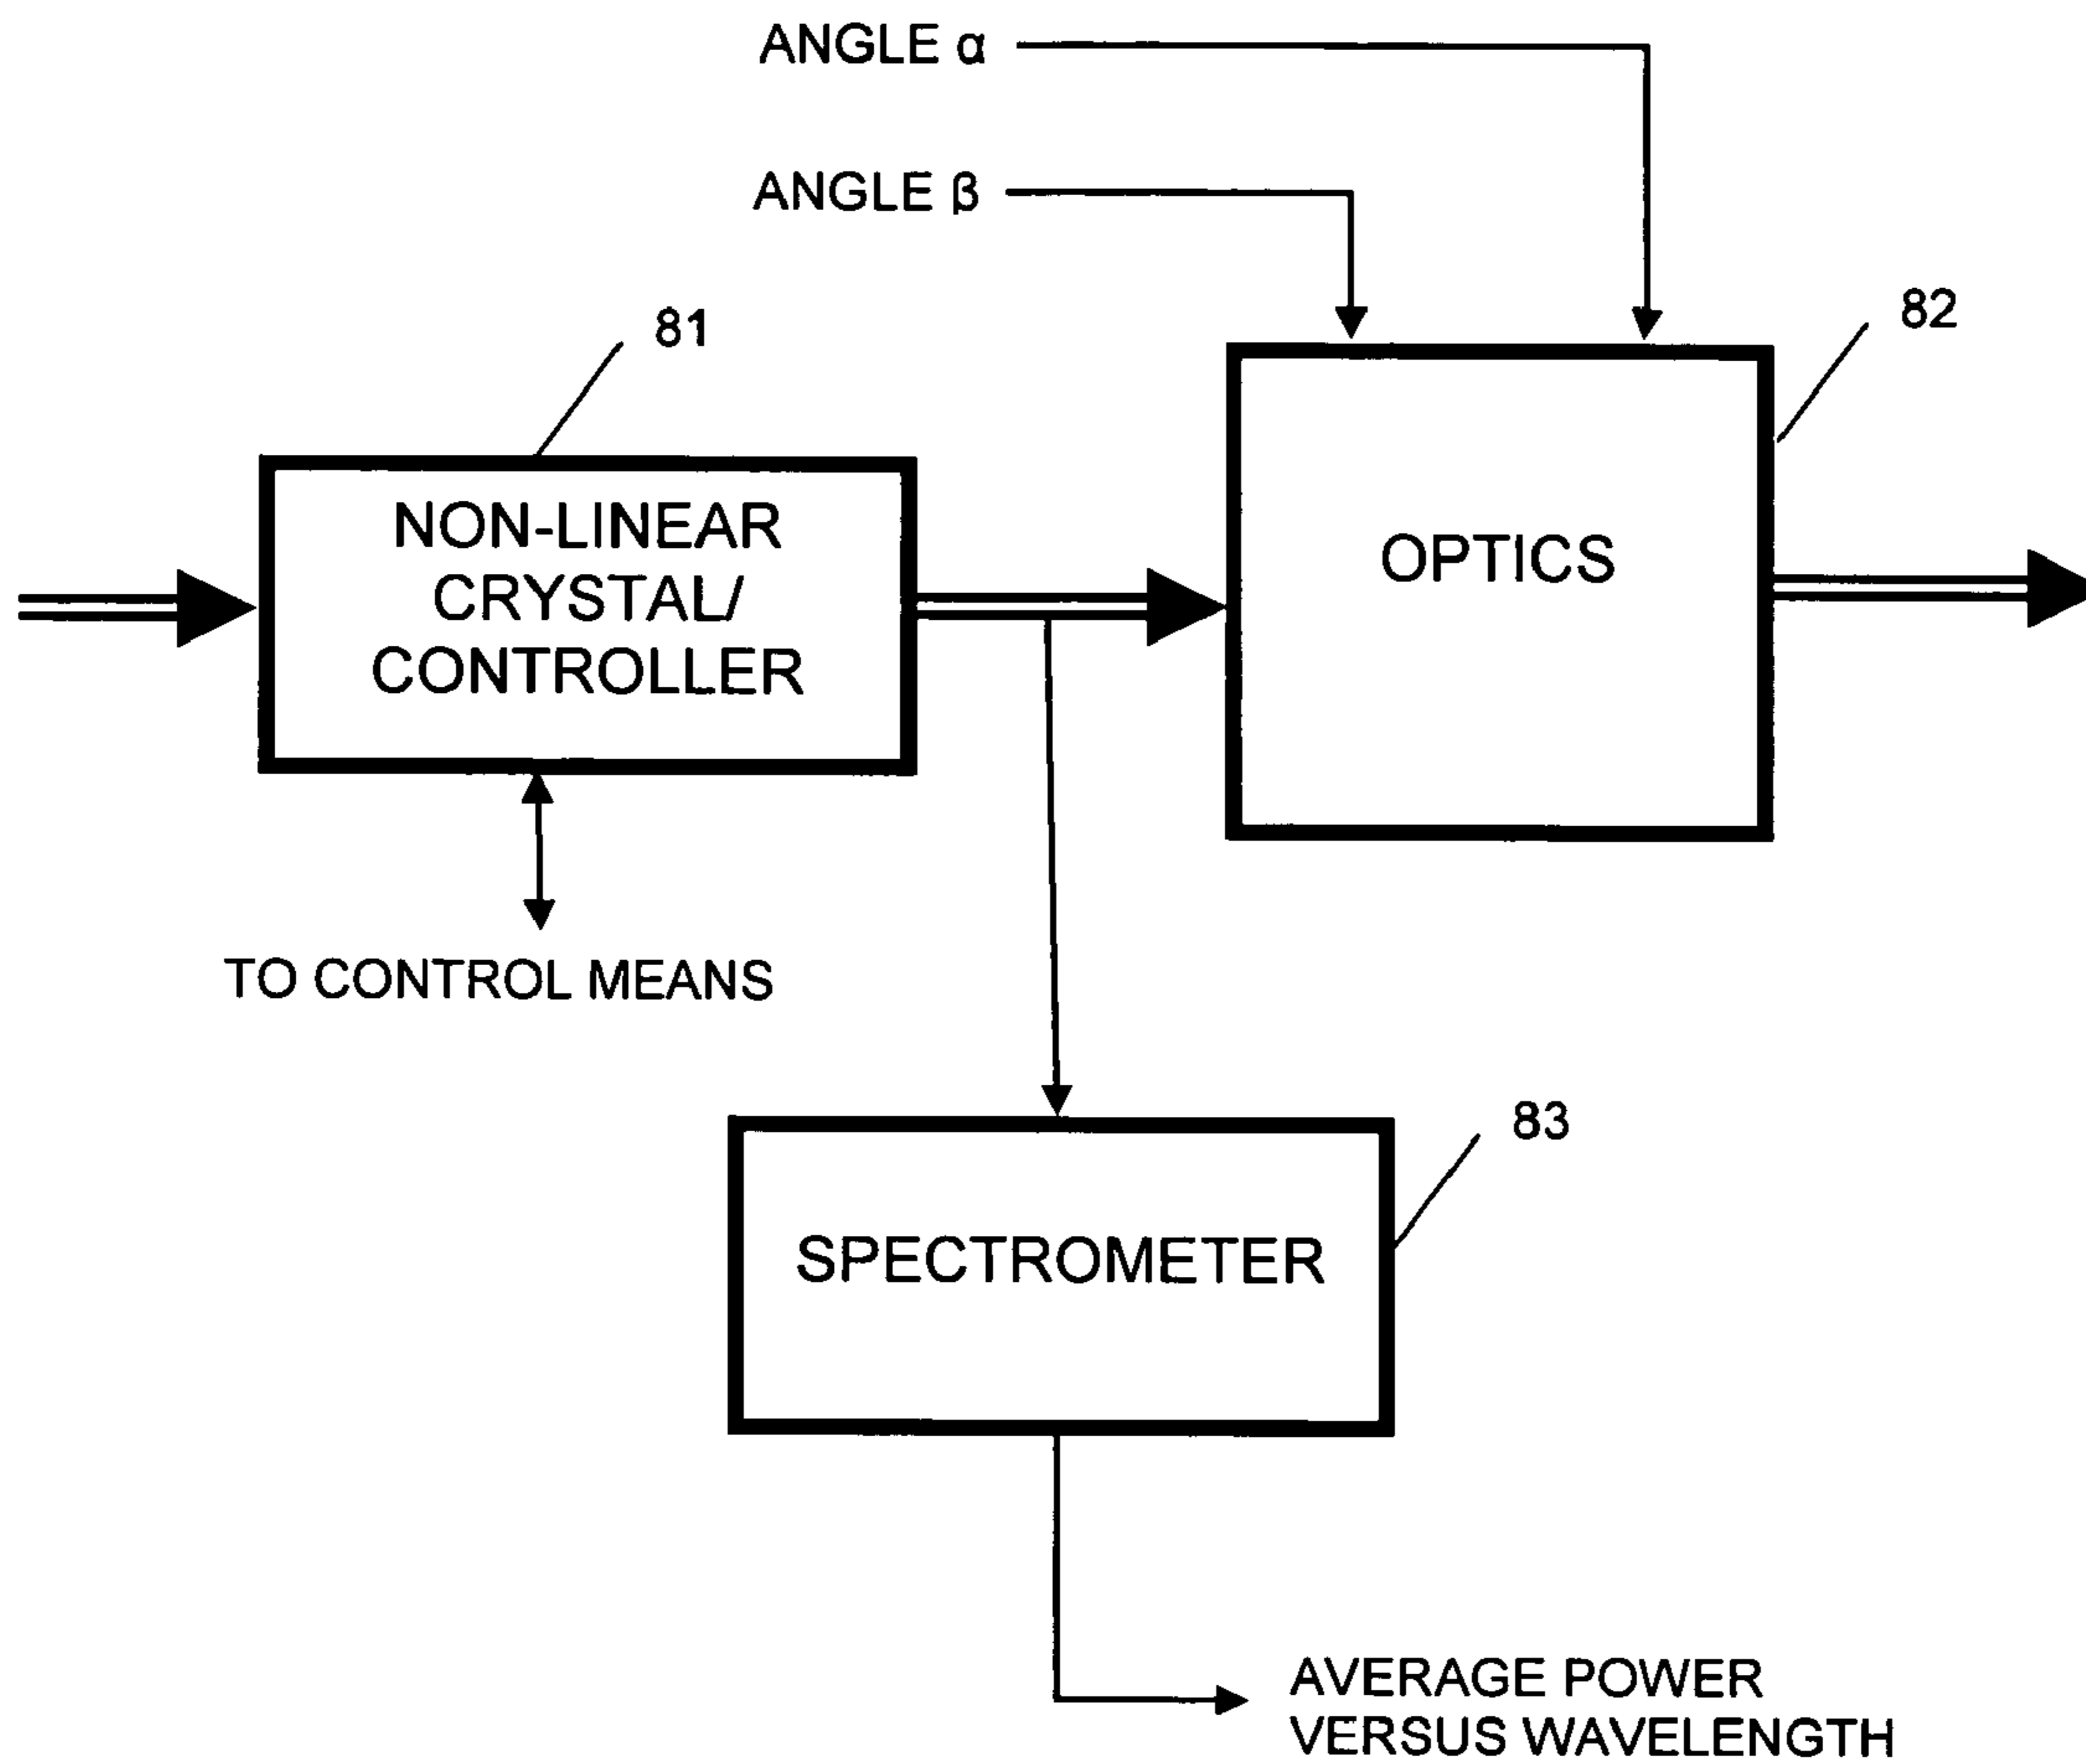 ANGLE α
ANGLE β
81
82
NON-LINEAR
CRYSTAL/
CONTROLLER
OPTICS
TO CONTROL MEANS
83
SPECTROMETER
AVERAGE POWER
VERSUS WAVELENGTH